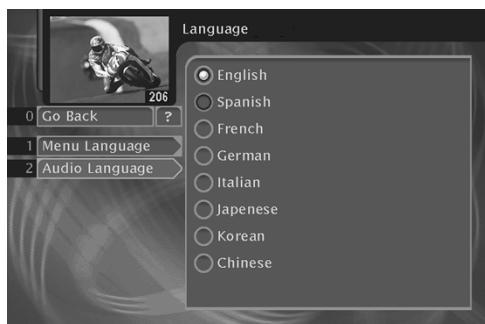 Language
206
0 Go Back ?
1 Menu Language
2 Audio Language
English
Spanish
French
German
Italian
Japenese
Korean
Chinese